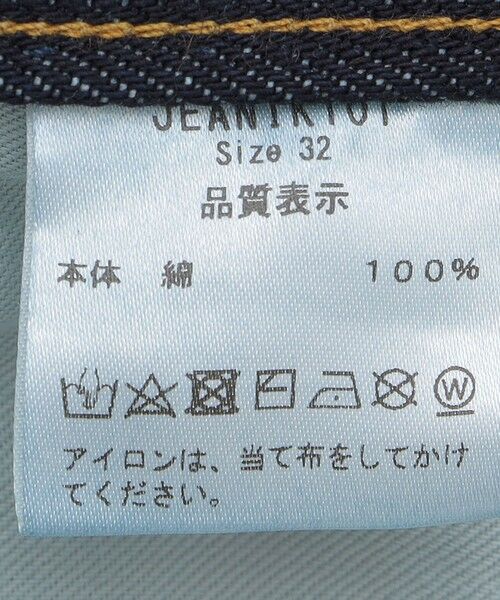 Size 32
品質表示
本体 綿 100%
W
アイロンは、当て布をしてかけ
てください。